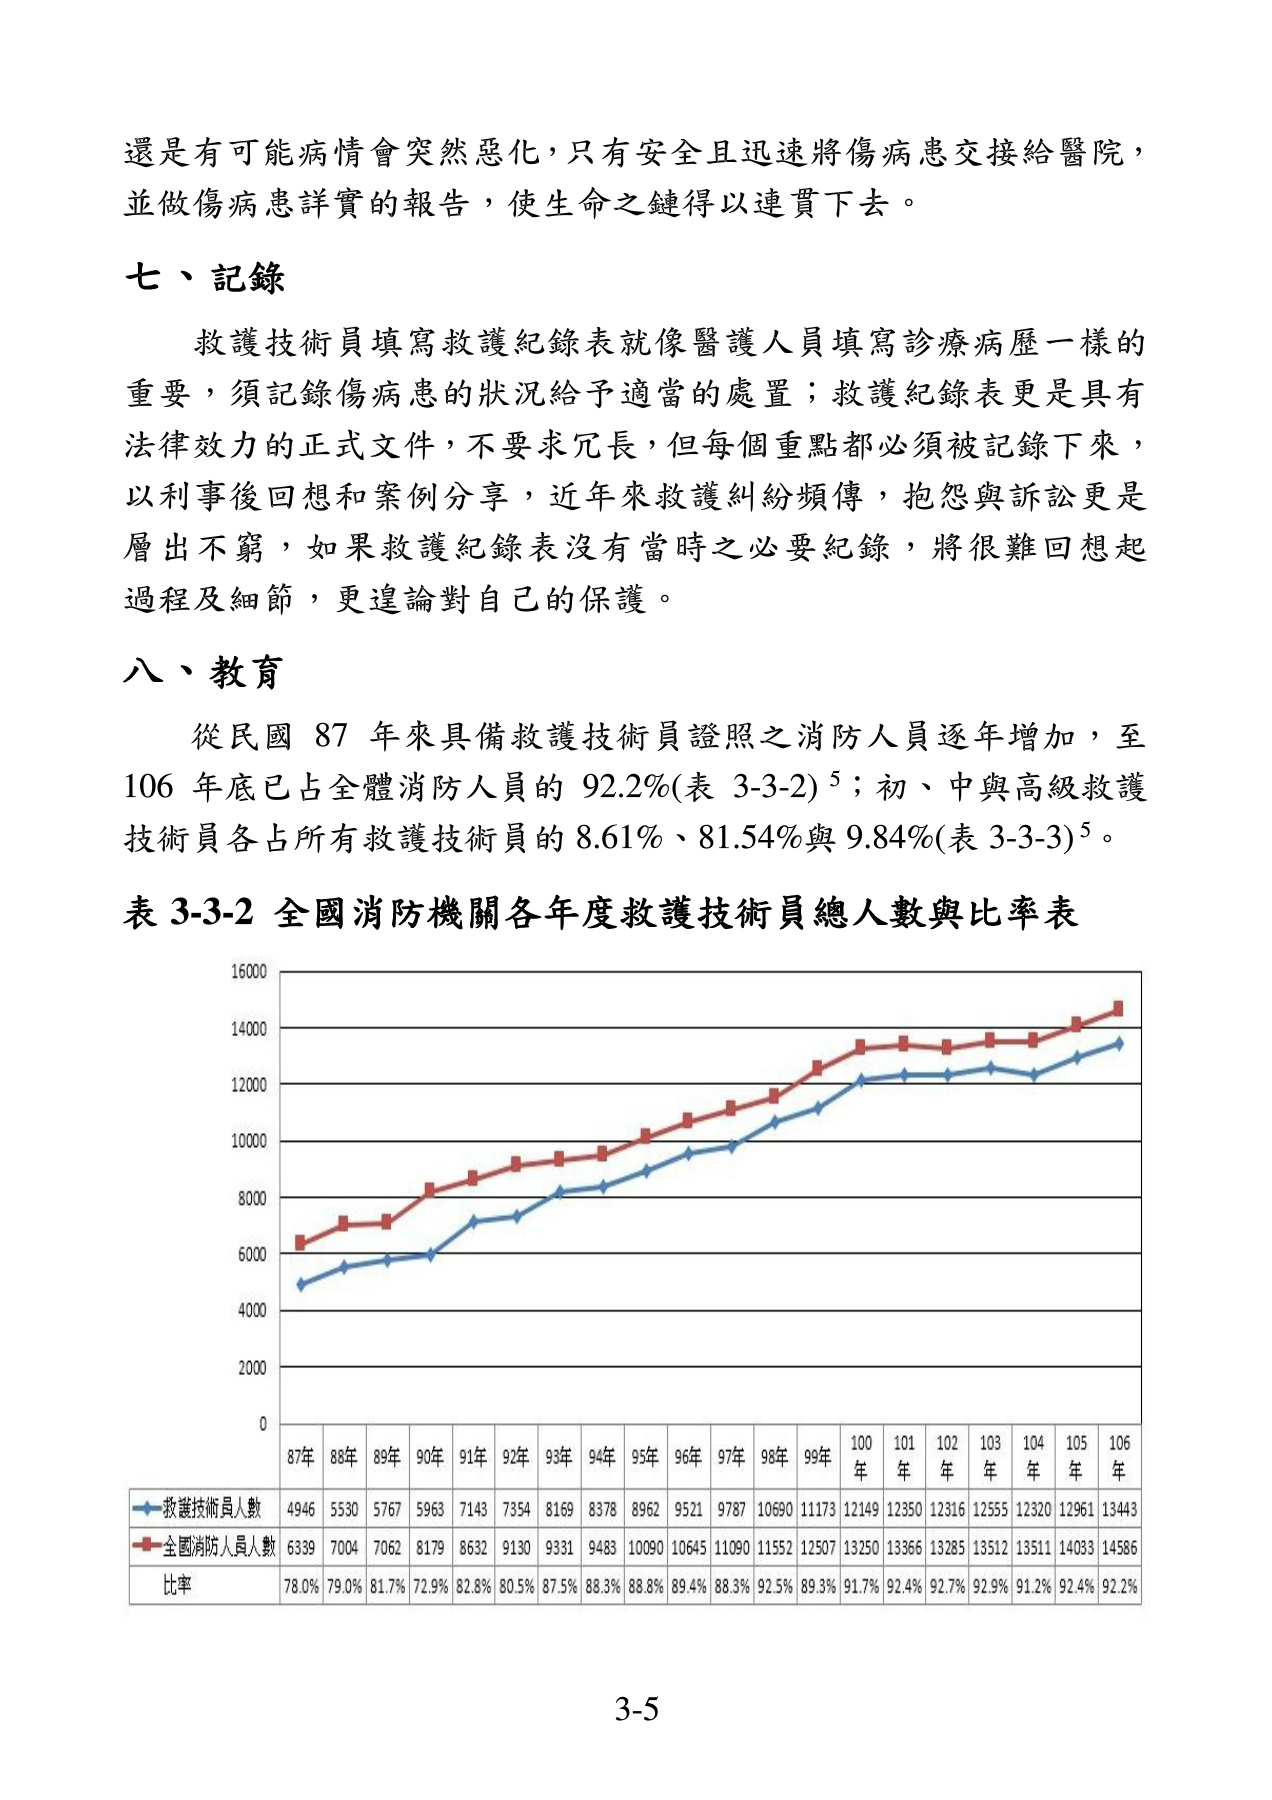 還是有可能病情會突然惡化，只有安全且迅速將傷病患交接給醫院，
並做傷病患詳實的報告，使生命之鏈得以連貫下去。
七、記錄
救護技術員填寫救護紀錄表就像醫護人員填寫診療病歷一樣的
重要，須記錄傷病患的狀況給予適當的處置；救護紀錄表更是具有
法律效力的正式文件，不要求冗長，但每個重點都必須被記錄下來，
以利事後回想和案例分享，近年來救護糾紛頻傳，抱怨與訴訟更是
層出不窮，如果救護紀錄表沒有當時之必要紀錄，將很難回想起
過程及細節，更遑論對自己的保護。
八、教育
從民國 87 年來具備救護技術員證照之消防人員逐年增加，至
106 年底已占全體消防人員的 92.2%(表 3-3-2) 5；初、中與高級救護
技術員各占所有救護技術員的 8.61%、81.54%與 9.84%(表 3-3-3) 5。
表 3-3-2 全國消防機關各年度救護技術員總人數與比率表
16000
14000
12000
10000
8000
6000
4000
2000
0
87年 88年 89年 90年 91年 92年 93年 94年 95年 96年 97年 98年 99年 100年 101年 102年 103年 104年 105年 106年
救護技術員人數 4946 5530 5767 5963 7143 7354 8169 8378 8962 9521 9787 10690 11173 12149 12350 12316 12555 12320 12961 13443
全國消防人員人數 6339 7004 7062 8179 8632 9130 9331 9483 10090 10645 11090 11552 12507 13250 13366 13285 13512 13511 14033 14586
比率 78.0% 79.0% 81.7% 72.9% 82.8% 80.5% 87.5% 88.3% 88.8% 89.4% 88.3% 92.5% 89.3% 91.7% 92.4% 92.7% 92.9% 91.2% 92.4% 92.2%
3-5